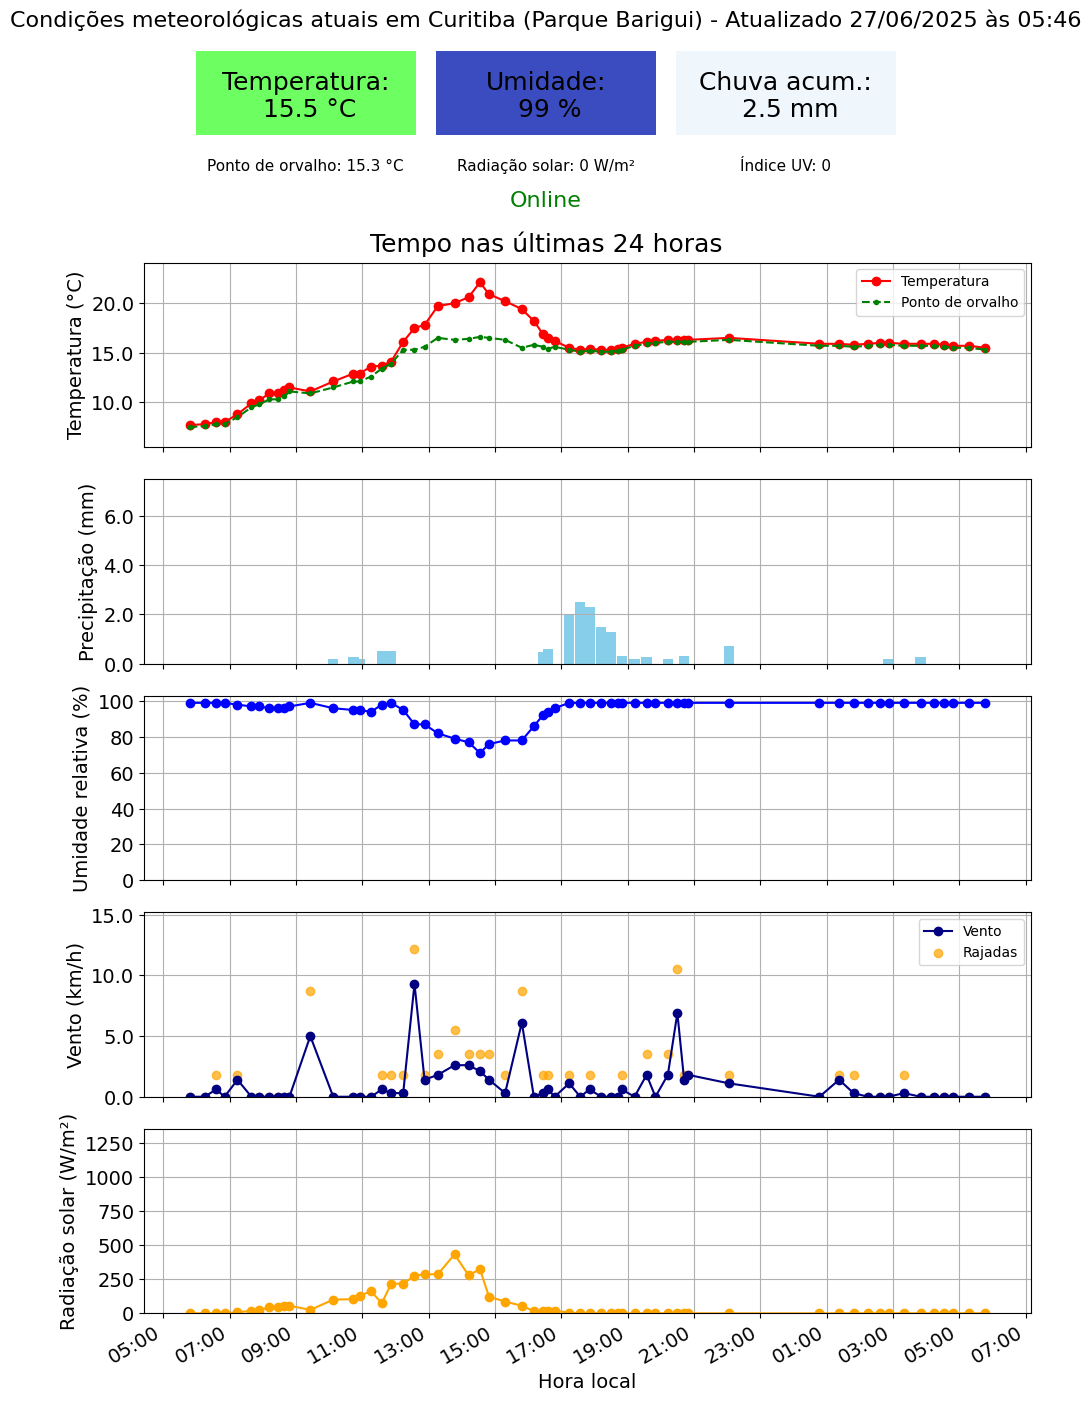 Condições meteorológicas atuais em Curitiba (Parque Barigui) - Atualizado 27/06/2025 às 05:46
Temperatura:
15.5 °C
Umidade:
99 %
Chuva acum.:
2.5 mm
Ponto de orvalho: 15.3 °C
Radiação solar: 0 W/m²
Índice UV: 0
Online
Tempo nas últimas 24 horas
Temperatura (°C)
20.0
15.0
10.0
Temperatura
Ponto de orvalho
Precipitação (mm)
6.0
4.0
2.0
0.0
Umidade relativa (%)
100
80
60
40
20
0
Vento (km/h)
15.0
10.0
5.0
0.0
Vento
Rajadas
Radiação solar (W/m²)
1250
1000
750
500
250
0
05:00
07:00
09:00
11:00
13:00
15:00
17:00
19:00
21:00
23:00
01:00
03:00
05:00
07:00
Hora local